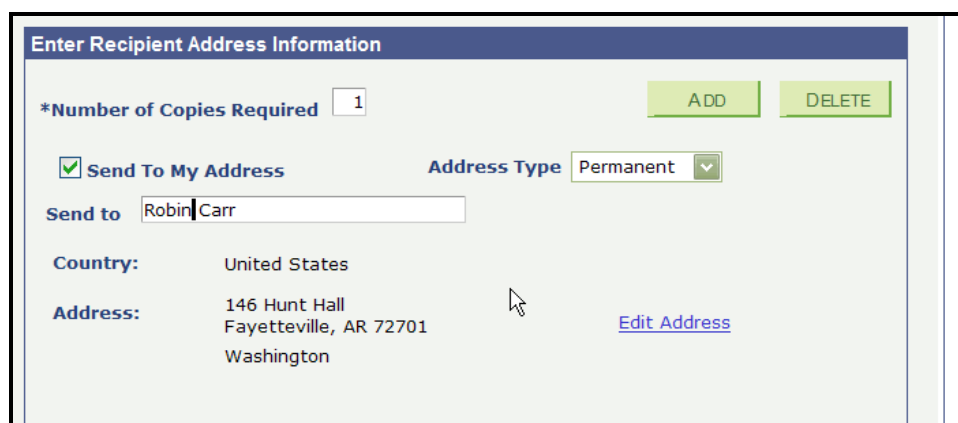 Enter Recipient Address Information
*Number of Copies Required 1 ADD DELETE
Send To My Address Address Type Permanent
Send to Robin Carr
Country: United States
Address: 146 Hunt Hall
Fayetteville, AR 72701 Edit Address
Washington